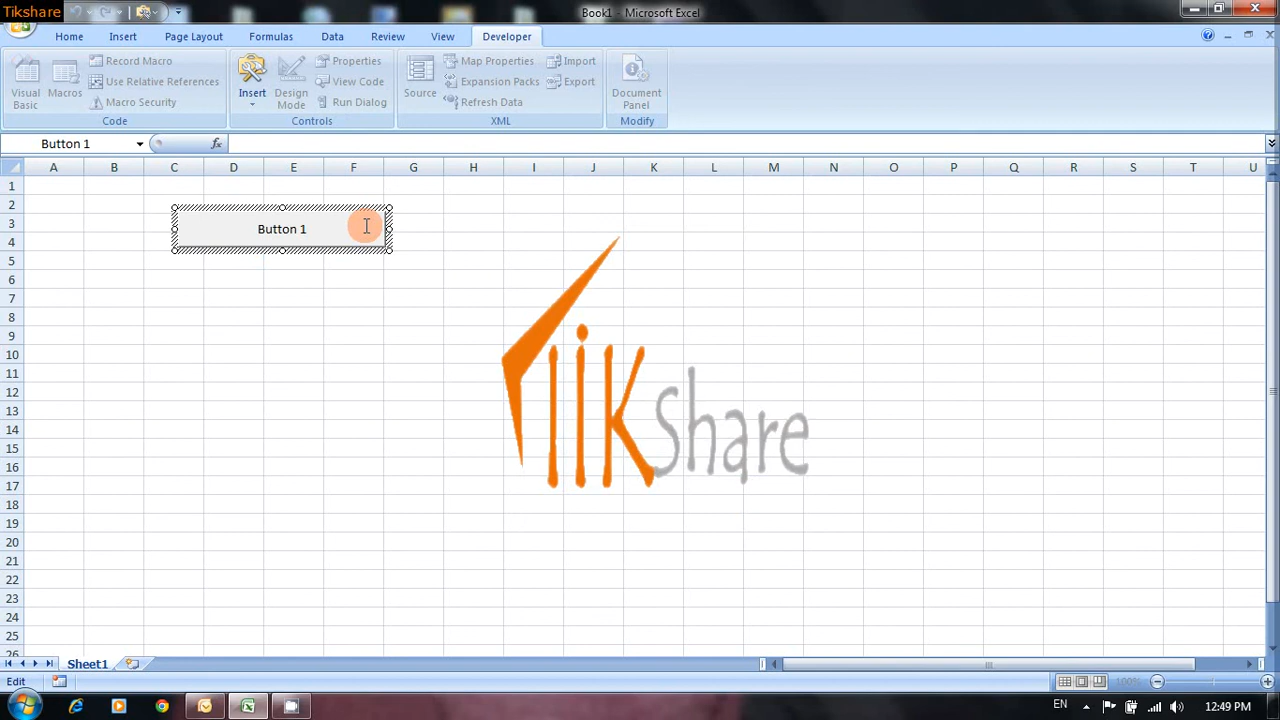 Tikshare
Book1 - Microsoft Excel
Home Insert Page Layout Formulas Data Review View Developer
Visual Basic
Macros
Record Macro
Use Relative References
Macro Security
Code
Insert
Design Mode
Properties
View Code
Run Dialog
Controls
Source
Map Properties
Expansion Packs
Refresh Data
Import
Export
XML
Document Panel
Modify
Button 1
fx
A B C D E F G H I J K L M N O P Q R S T U
1
2
3
Button 1
4
5
6
7
8
9
10
11
12
13
14
15
16
17
18
19
20
21
22
23
24
25
26
TikShare
Sheet1
Edit
100%
EN
12:49 PM